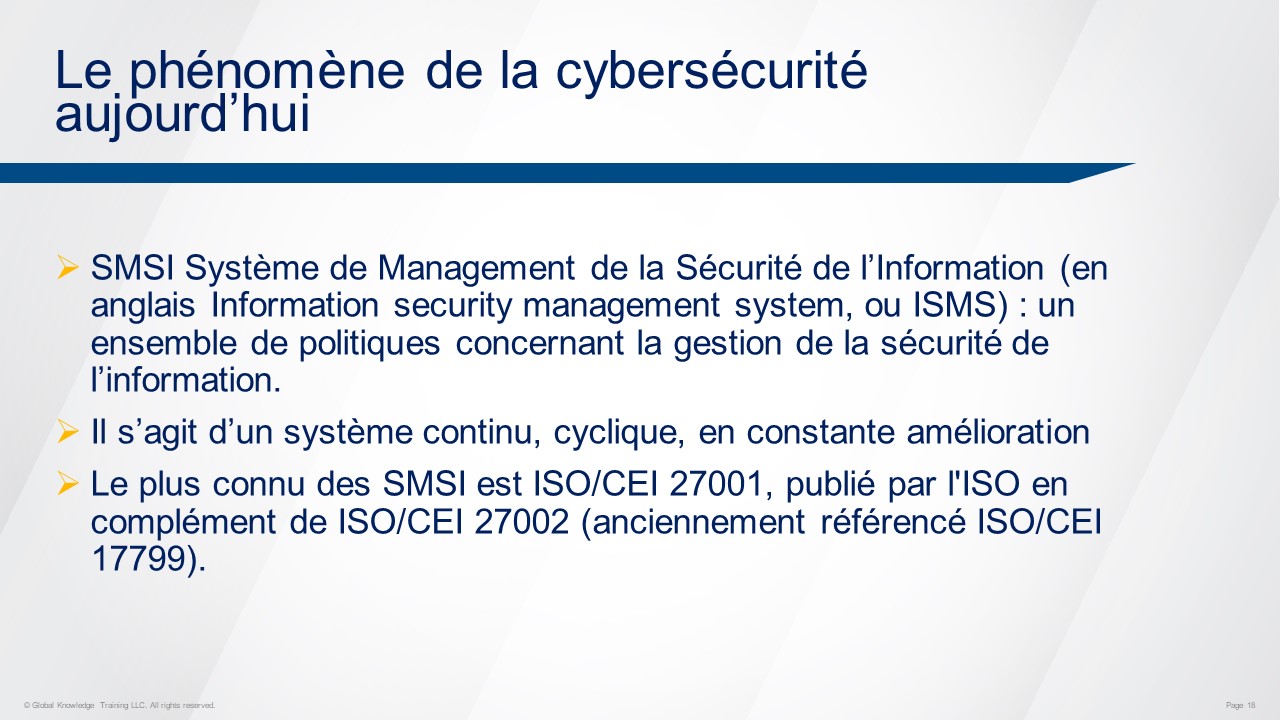 Le phénomène de la cybersécurité
aujourd’hui
SMSI Système de Management de la Sécurité de l’Information (en
anglais Information security management system, ou ISMS) : un
ensemble de politiques concernant la gestion de la sécurité de
l’information.
Il s’agit d’un système continu, cyclique, en constante amélioration
Le plus connu des SMSI est ISO/CEI 27001, publié par l'ISO en
complément de ISO/CEI 27002 (anciennement référencé ISO/CEI
17799).
© Global Knowledge Training LLC. All rights reserved.
Page 18